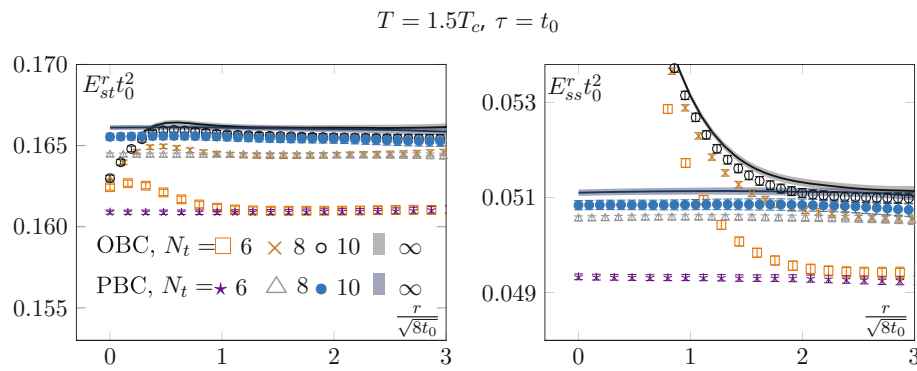 T = 1.5T_c, τ = t_0
0.170
E^r_{st} t_0^2
0.165
0.160
OBC, N_t = 6 8 10 ∞
PBC, N_t = 6 8 10 ∞
0.155
r/√(8t_0)
0 1 2 3
E^r_{ss} t_0^2
0.053
0.051
0.049
r/√(8t_0)
0 1 2 3